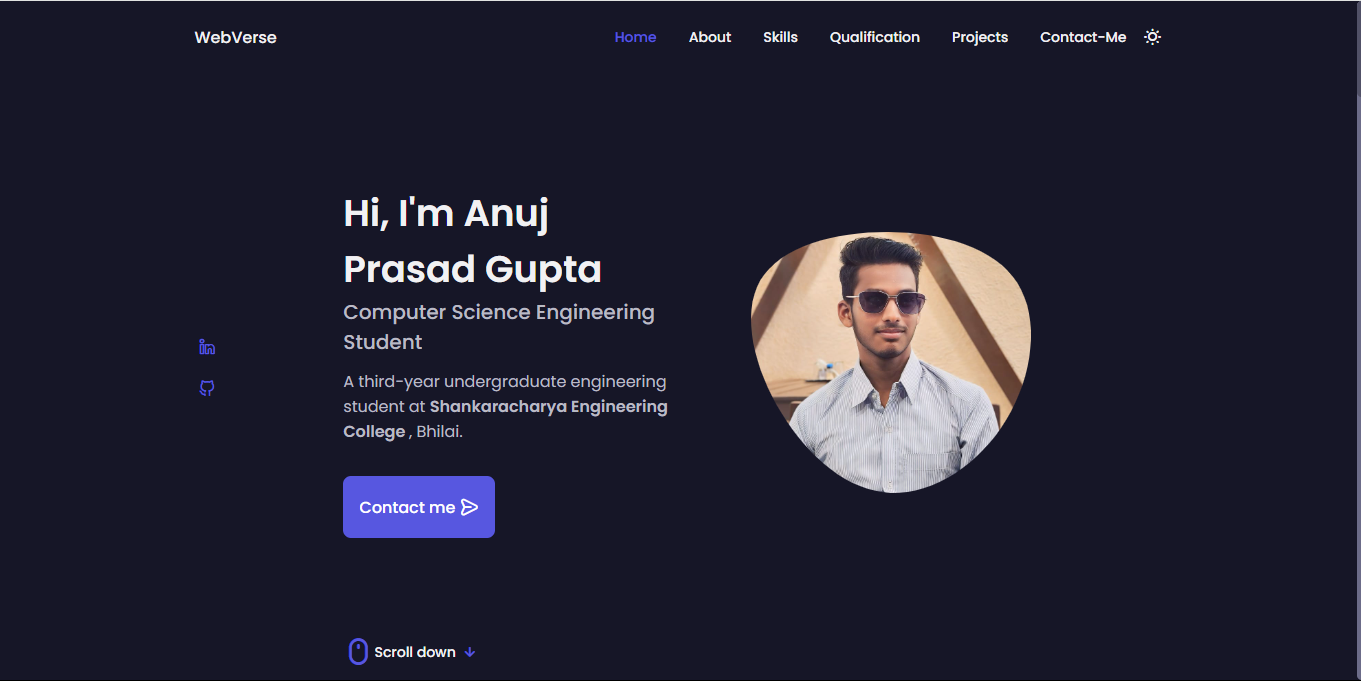 WebVerse
Home About Skills Qualification Projects Contact-Me
Hi, I'm Anuj
Prasad Gupta
Computer Science Engineering
Student
A third-year undergraduate engineering
student at Shankaracharya Engineering
College , Bhilai.
Contact me
Scroll down